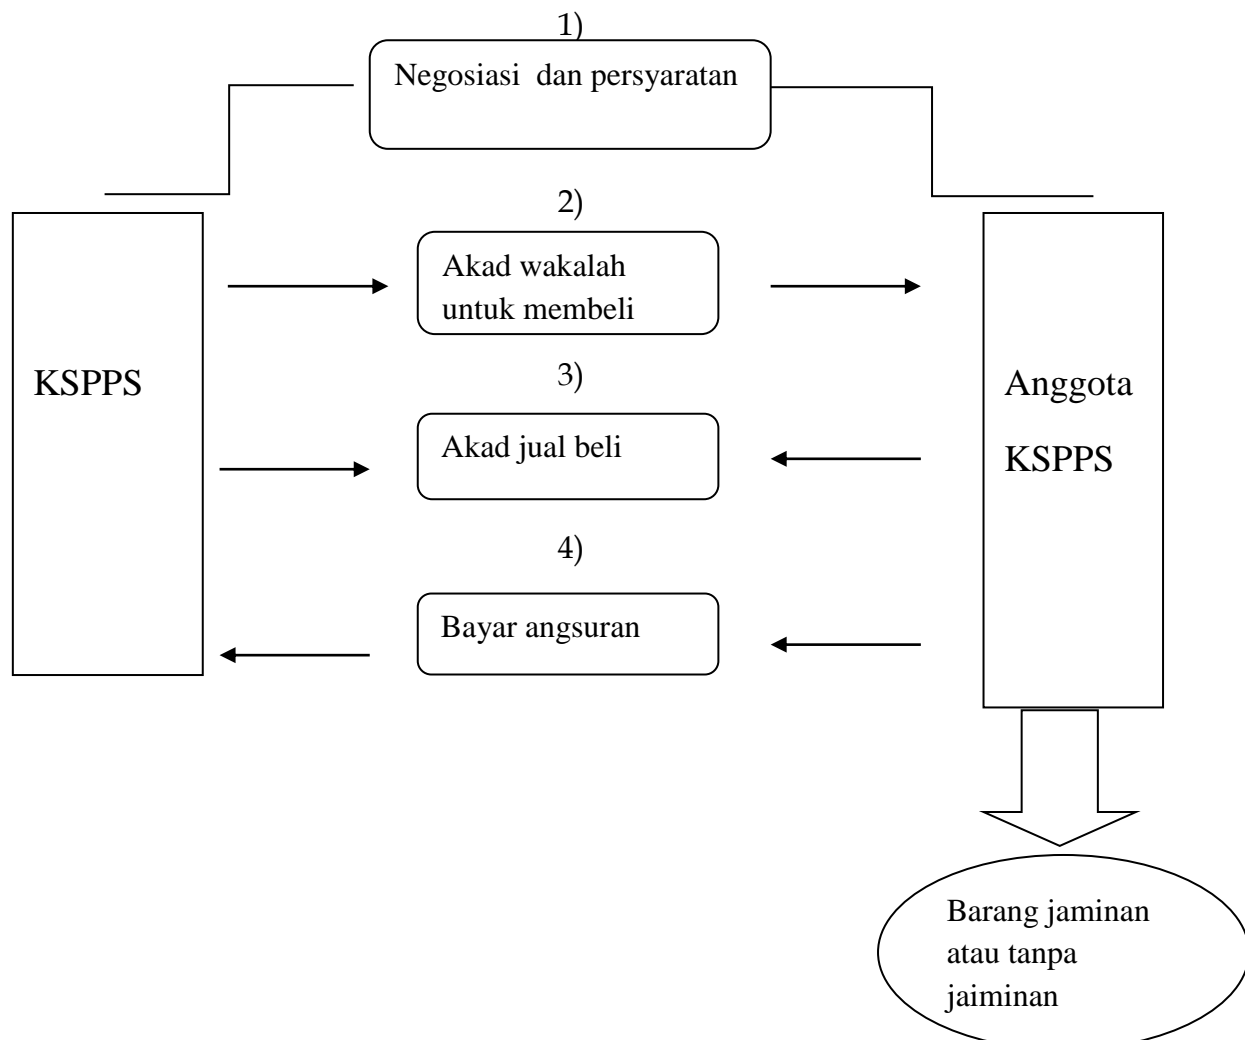 1)
Negosiasi  dan persyaratan
2)
Akad wakalah
untuk membeli
KSPPS
3)
Anggota
KSPPS
Akad jual beli
4)
Bayar angsuran
Barang jaminan
atau tanpa
jaiminan